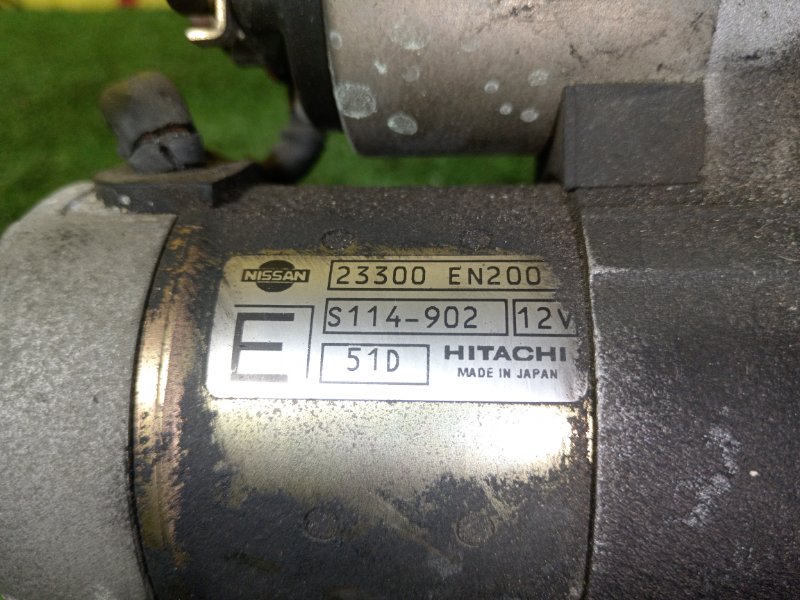 NISSAN 23300 EN200
E S114-902 12V
51D HITACHI
MADE IN JAPAN